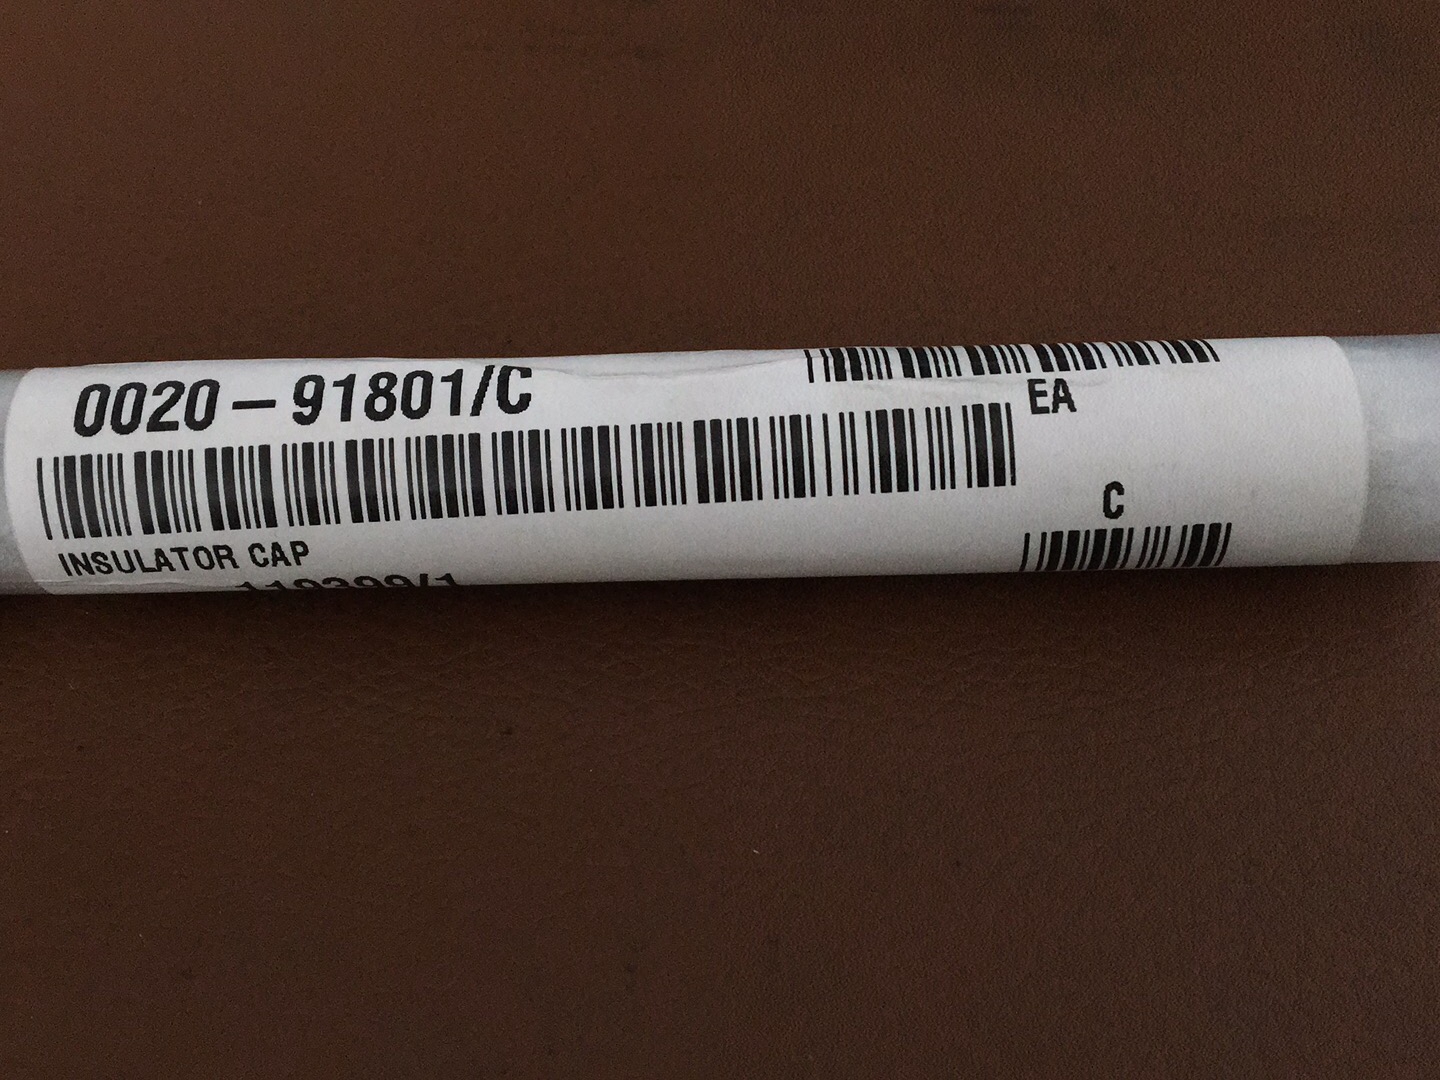 0020-91801/C
EA
C
INSULATOR CAP